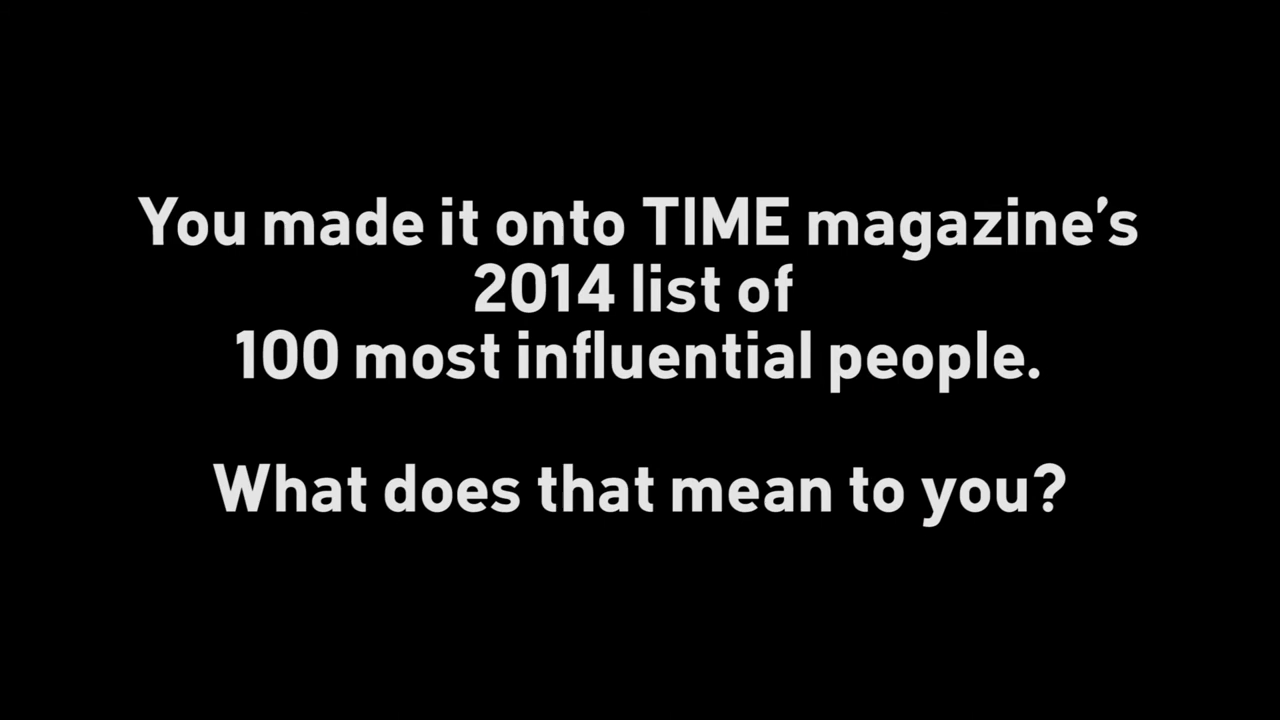 You made it onto TIME magazine’s
2014 list of
100 most influential people.
What does that mean to you?